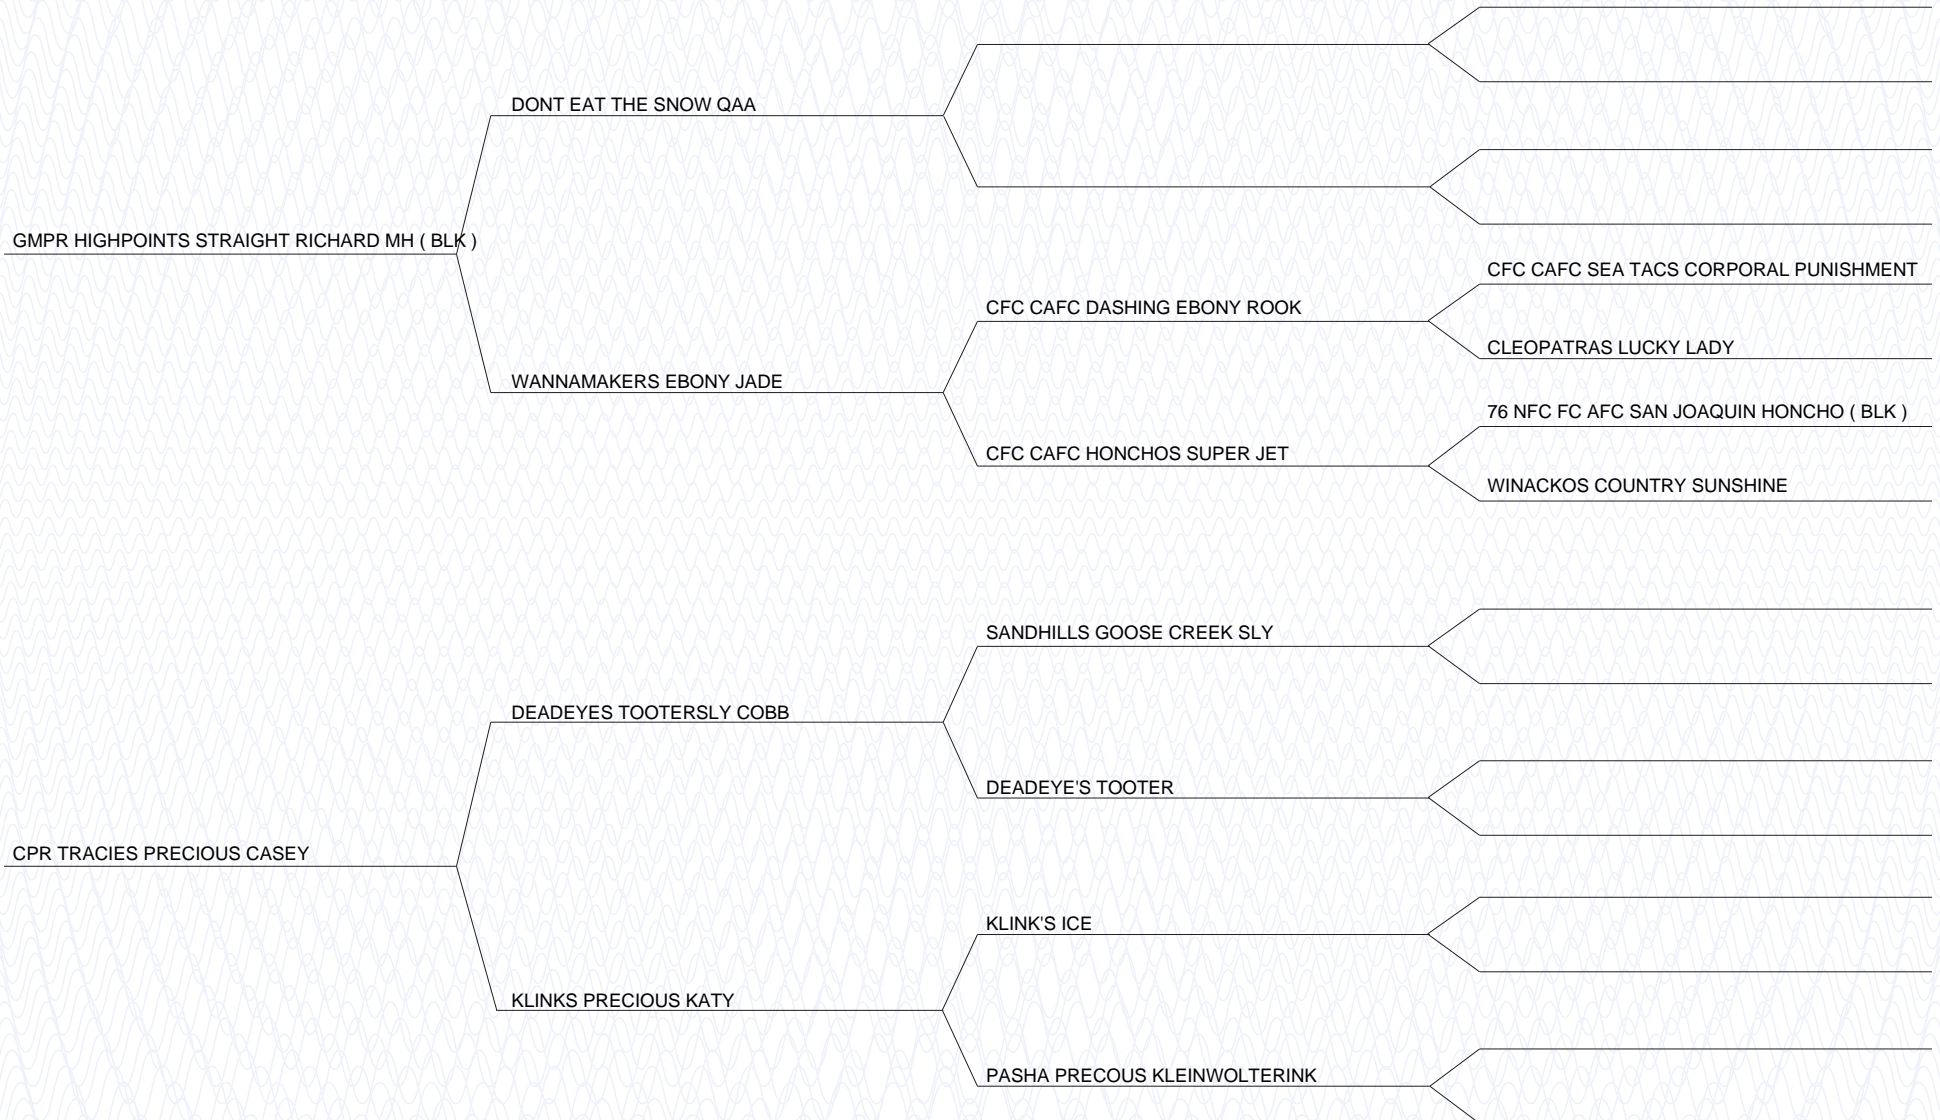 DONT EAT THE SNOW QAA
GMPR HIGHPOINTS STRAIGHT RICHARD MH ( BLK )
CFC CAFC SEA TACS CORPORAL PUNISHMENT
CFC CAFC DASHING EBONY ROOK
CLEOPATRAS LUCKY LADY
WANNAMAKERS EBONY JADE
76 NFC FC AFC SAN JOAQUIN HONCHO ( BLK )
CFC CAFC HONCHOS SUPER JET
WINACKOS COUNTRY SUNSHINE
SANDHILLS GOOSE CREEK SLY
DEADEYES TOOTERSLY COBB
DEADEYE'S TOOTER
CPR TRACIES PRECIOUS CASEY
KLINK'S ICE
KLINKS PRECIOUS KATY
PASHA PRECOUS KLEINWOLTERINK